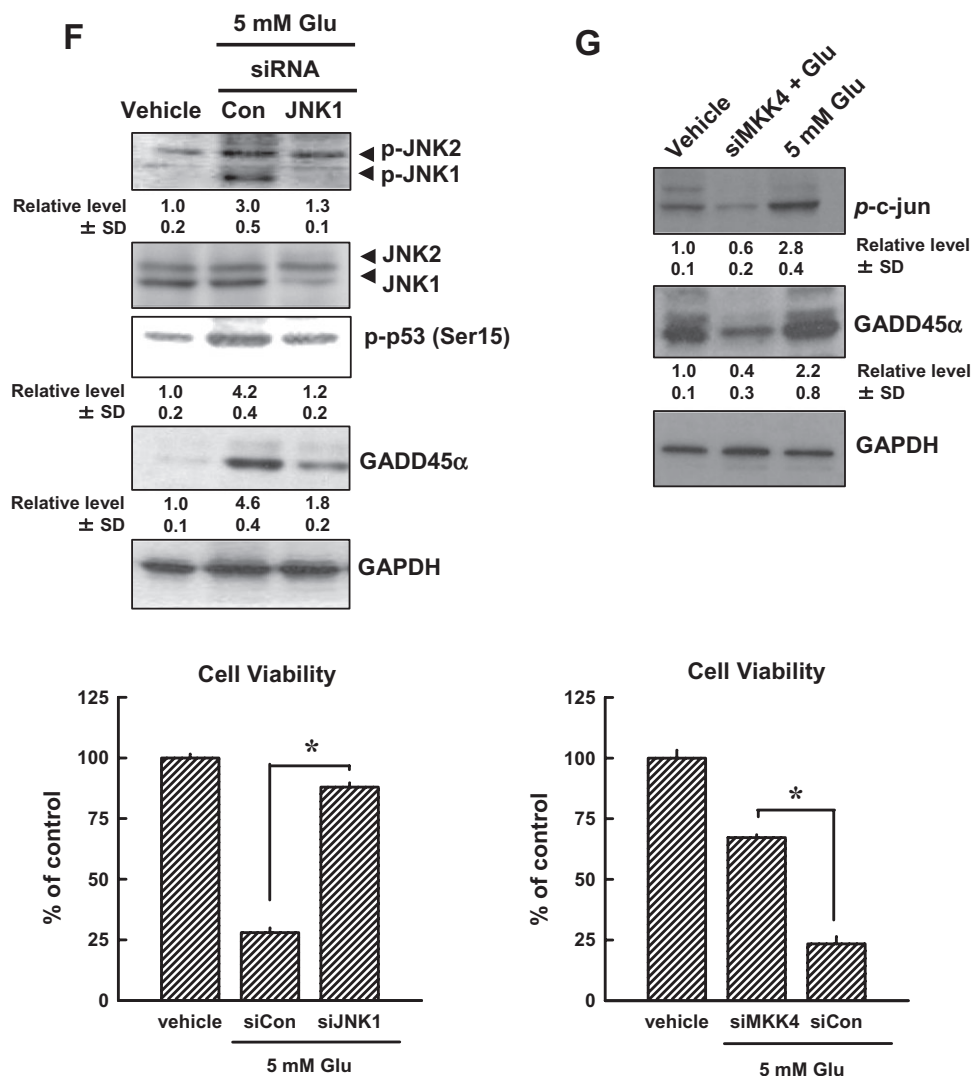 F
5 mM Glu
siRNA
Vehicle Con JNK1
p-JNK2
p-JNK1
Relative level 1.0 3.0 1.3
± SD 0.2 0.5 0.1
JNK2
JNK1
p-p53 (Ser15)
Relative level 1.0 4.2 1.2
± SD 0.2 0.4 0.2
GADD45α
Relative level 1.0 4.6 1.8
± SD 0.1 0.4 0.2
GAPDH
Cell Viability
% of control
125
100
75
50
25
0
*
vehicle siCon siJNK1
5 mM Glu
G
Vehicle
siMKK4 + Glu
5 mM Glu
p-c-jun
1.0 0.6 2.8 Relative level
0.1 0.2 0.4 ± SD
GADD45α
1.0 0.4 2.2 Relative level
0.1 0.3 0.8 ± SD
GAPDH
Cell Viability
% of control
125
100
75
50
25
0
*
vehicle siMKK4 siCon
5 mM Glu